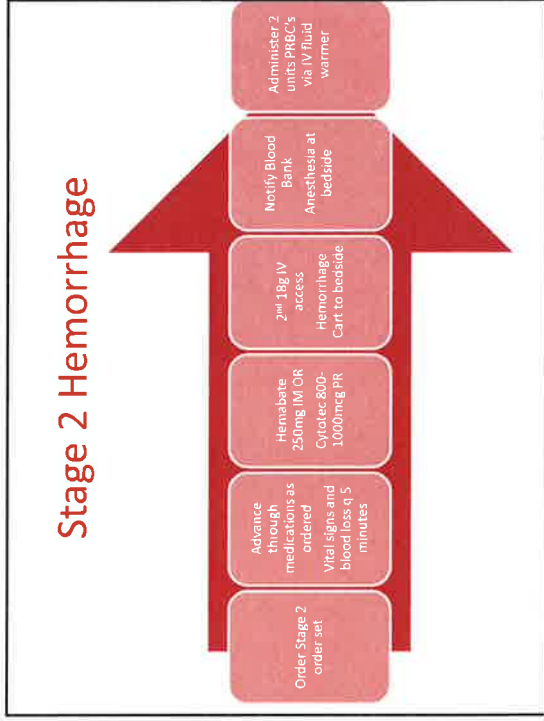 Stage 2 Hemorrhage
Order Stage 2
order set
Advance
through
medications as
ordered
Vital signs and
blood loss q 5
minutes
Hemabate
250mg IM OR
Cytotec 800-
1000mcg PR
2nd 18g IV
access
Hemorrhage
Cart to bedside
Notify Blood
Bank
Anesthesia at
bedside
Administer 2
units PRBC's
via IV fluid
warmer